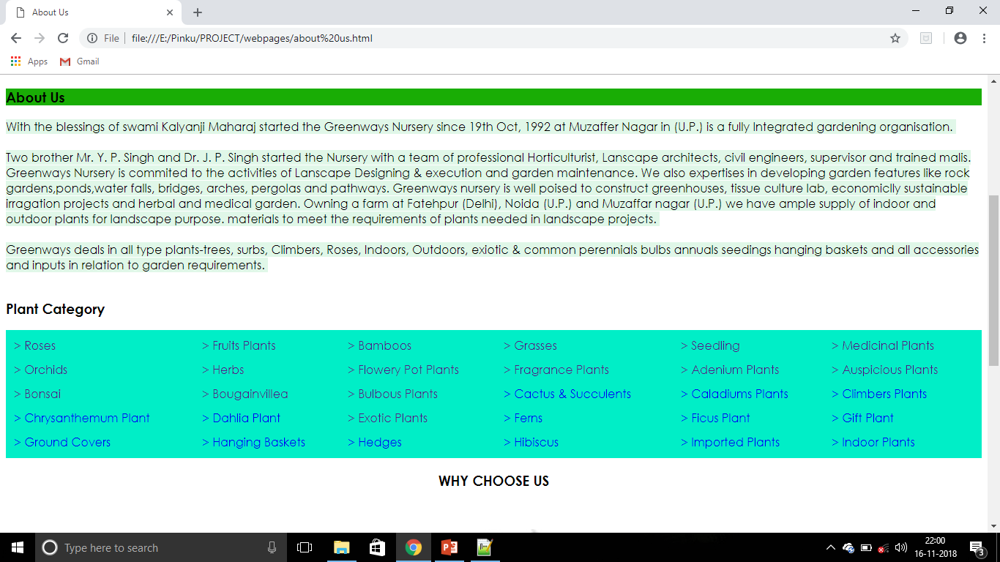 About Us
File file:///E:/Pinku/PROJECT/webpages/about%20us.html
Apps Gmail
About Us
With the blessings of swami Kalyanji Maharaj started the Greenways Nursery since 19th Oct, 1992 at Muzaffer Nagar in (U.P.) is a fully Integrated gardening organisation.
Two brother Mr. Y. P. Singh and Dr. J. P. Singh started the Nursery with a team of professional Horticulturist, Lanscape architects, civil engineers, supervisor and trained malis.
Greenways Nursery is commited to the activities of Lanscape Designing & execution and garden maintenance. We also expertises in developing garden features like rock
gardens,ponds,water falls, bridges, arches, pergolas and pathways. Greenways nursery is well poised to construct greenhouses, tissue culture lab, economiclly sustainable
irragation projects and herbal and medical garden. Owning a farm at Fatehpur (Delhi), Noida (U.P.) and Muzaffar nagar (U.P.) we have ample supply of indoor and
outdoor plants for landscape purpose. materials to meet the requirements of plants needed in landscape projects.
Greenways deals in all type plants-trees, surbs, Climbers, Roses, Indoors, Outdoors, exiotic & common perennials bulbs annuals seedings hanging baskets and all accessories
and inputs in relation to garden requirements.
Plant Category
> Roses > Fruits Plants > Bamboos > Grasses > Seedling > Medicinal Plants
> Orchids > Herbs > Flowery Pot Plants > Fragrance Plants > Adenium Plants > Auspicious Plants
> Bonsai > Bougainvillea > Bulbous Plants > Cactus & Succulents > Caladiums Plants > Climbers Plants
> Chrysanthemum Plant > Dahlia Plant > Exotic Plants > Ferns > Ficus Plant > Gift Plant
> Ground Covers > Hanging Baskets > Hedges > Hibiscus > Imported Plants > Indoor Plants
WHY CHOOSE US
Type here to search
22:00
16-11-2018
3